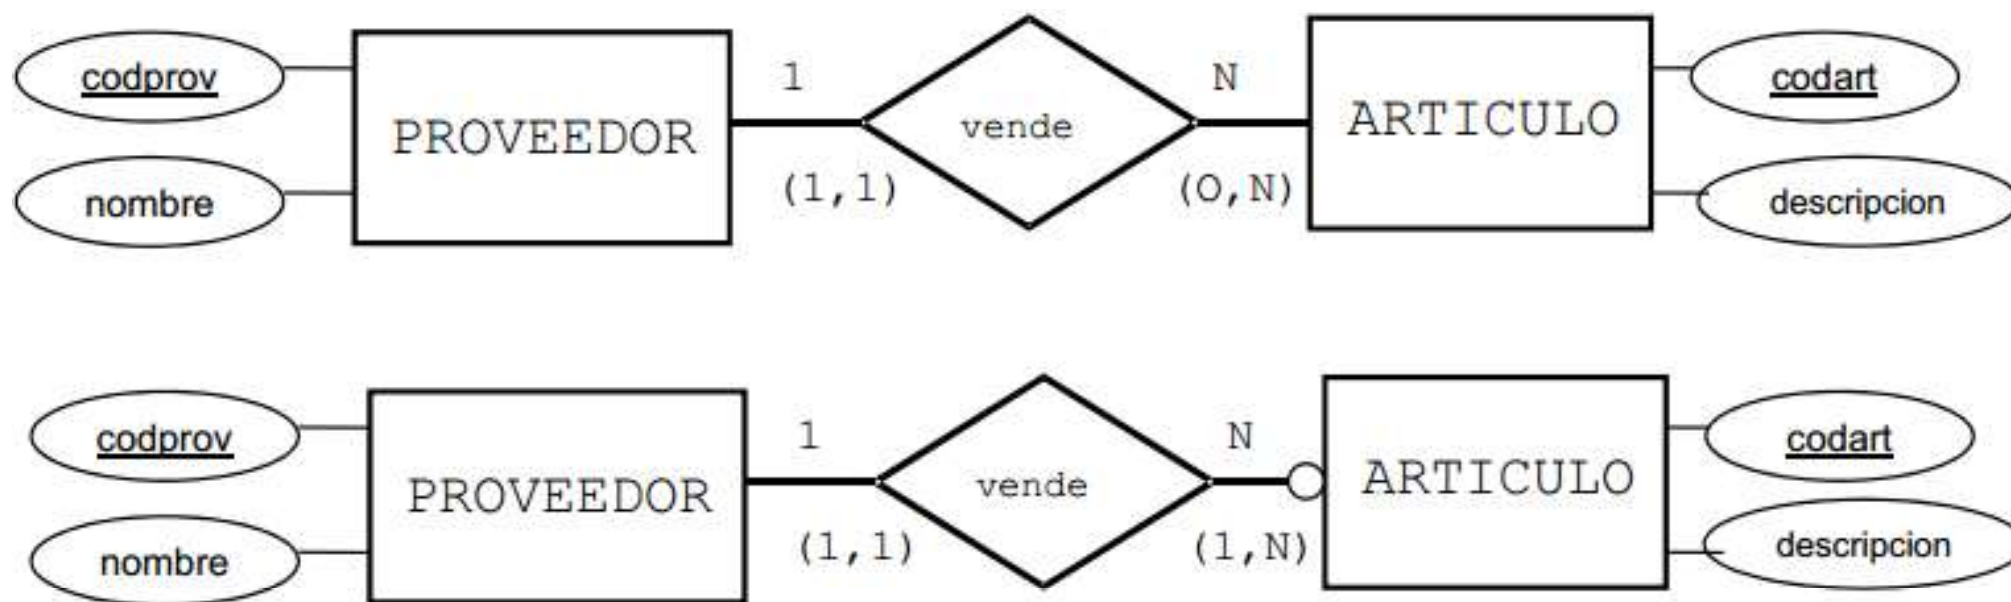 codprov 1 N codart
PROVEEDOR vende ARTICULO
nombre (1,1) (O,N) descripcion
codprov 1 N codart
PROVEEDOR vende ARTICULO
nombre (1,1) (1,N) descripcion